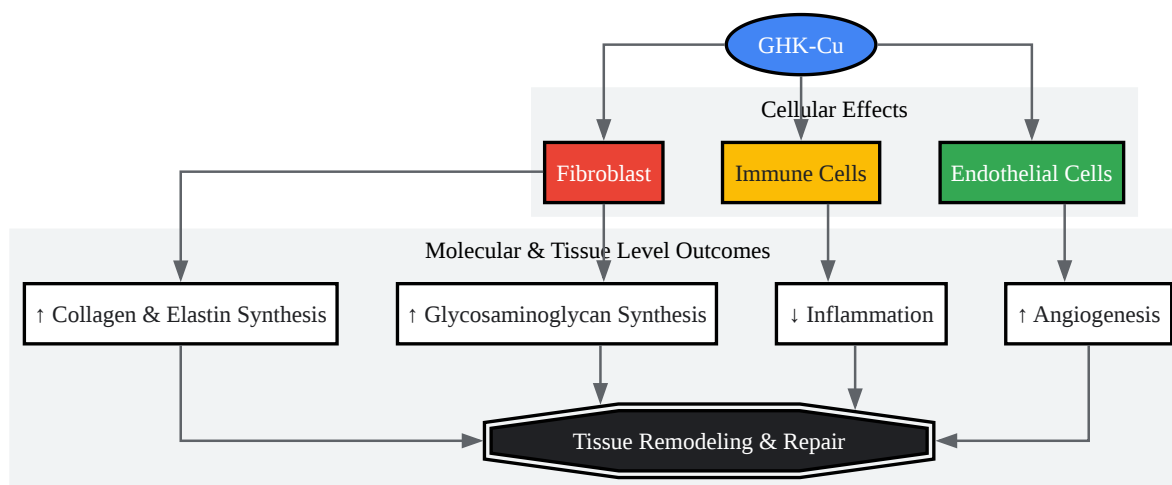 GHK-Cu
Cellular Effects
Fibroblast
Immune Cells
Endothelial Cells
Molecular & Tissue Level Outcomes
↑ Collagen & Elastin Synthesis
↑ Glycosaminoglycan Synthesis
↓ Inflammation
↑ Angiogenesis
Tissue Remodeling & Repair